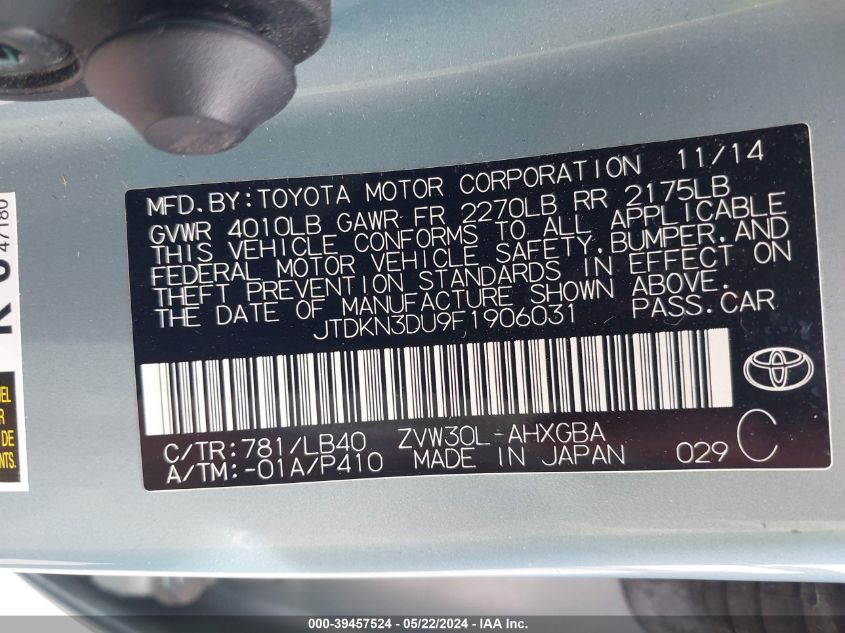 MFD. BY: TOYOTA MOTOR CORPORATION 11/14
GVWR 4010LB GAWR FR 2270LB RR 2175LB
THIS VEHICLE CONFORMS TO ALL APPLICABLE
FEDERAL MOTOR VEHICLE SAFETY, BUMPER, AND
THEFT PREVENTION STANDARDS IN EFFECT ON
THE DATE OF MANUFACTURE SHOWN ABOVE.
JTDKN3DU9F1906031 PASS. CAR
C/TR: 781/LB40 ZVW30L-AHXGBA
A/TM: -01A/P410 MADE IN JAPAN 029 C
47180
DE
000-39457524 - 05/22/2024 - IAA Inc.